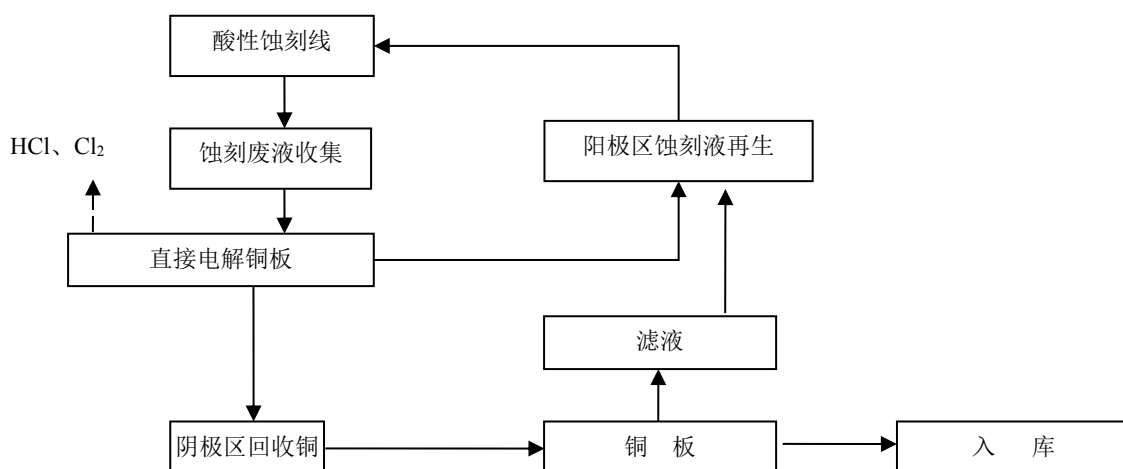 酸性蚀刻线
HCl、Cl₂
蚀刻废液收集
阳极区蚀刻液再生
直接电解铜板
滤液
阴极区回收铜
铜 板
入 库